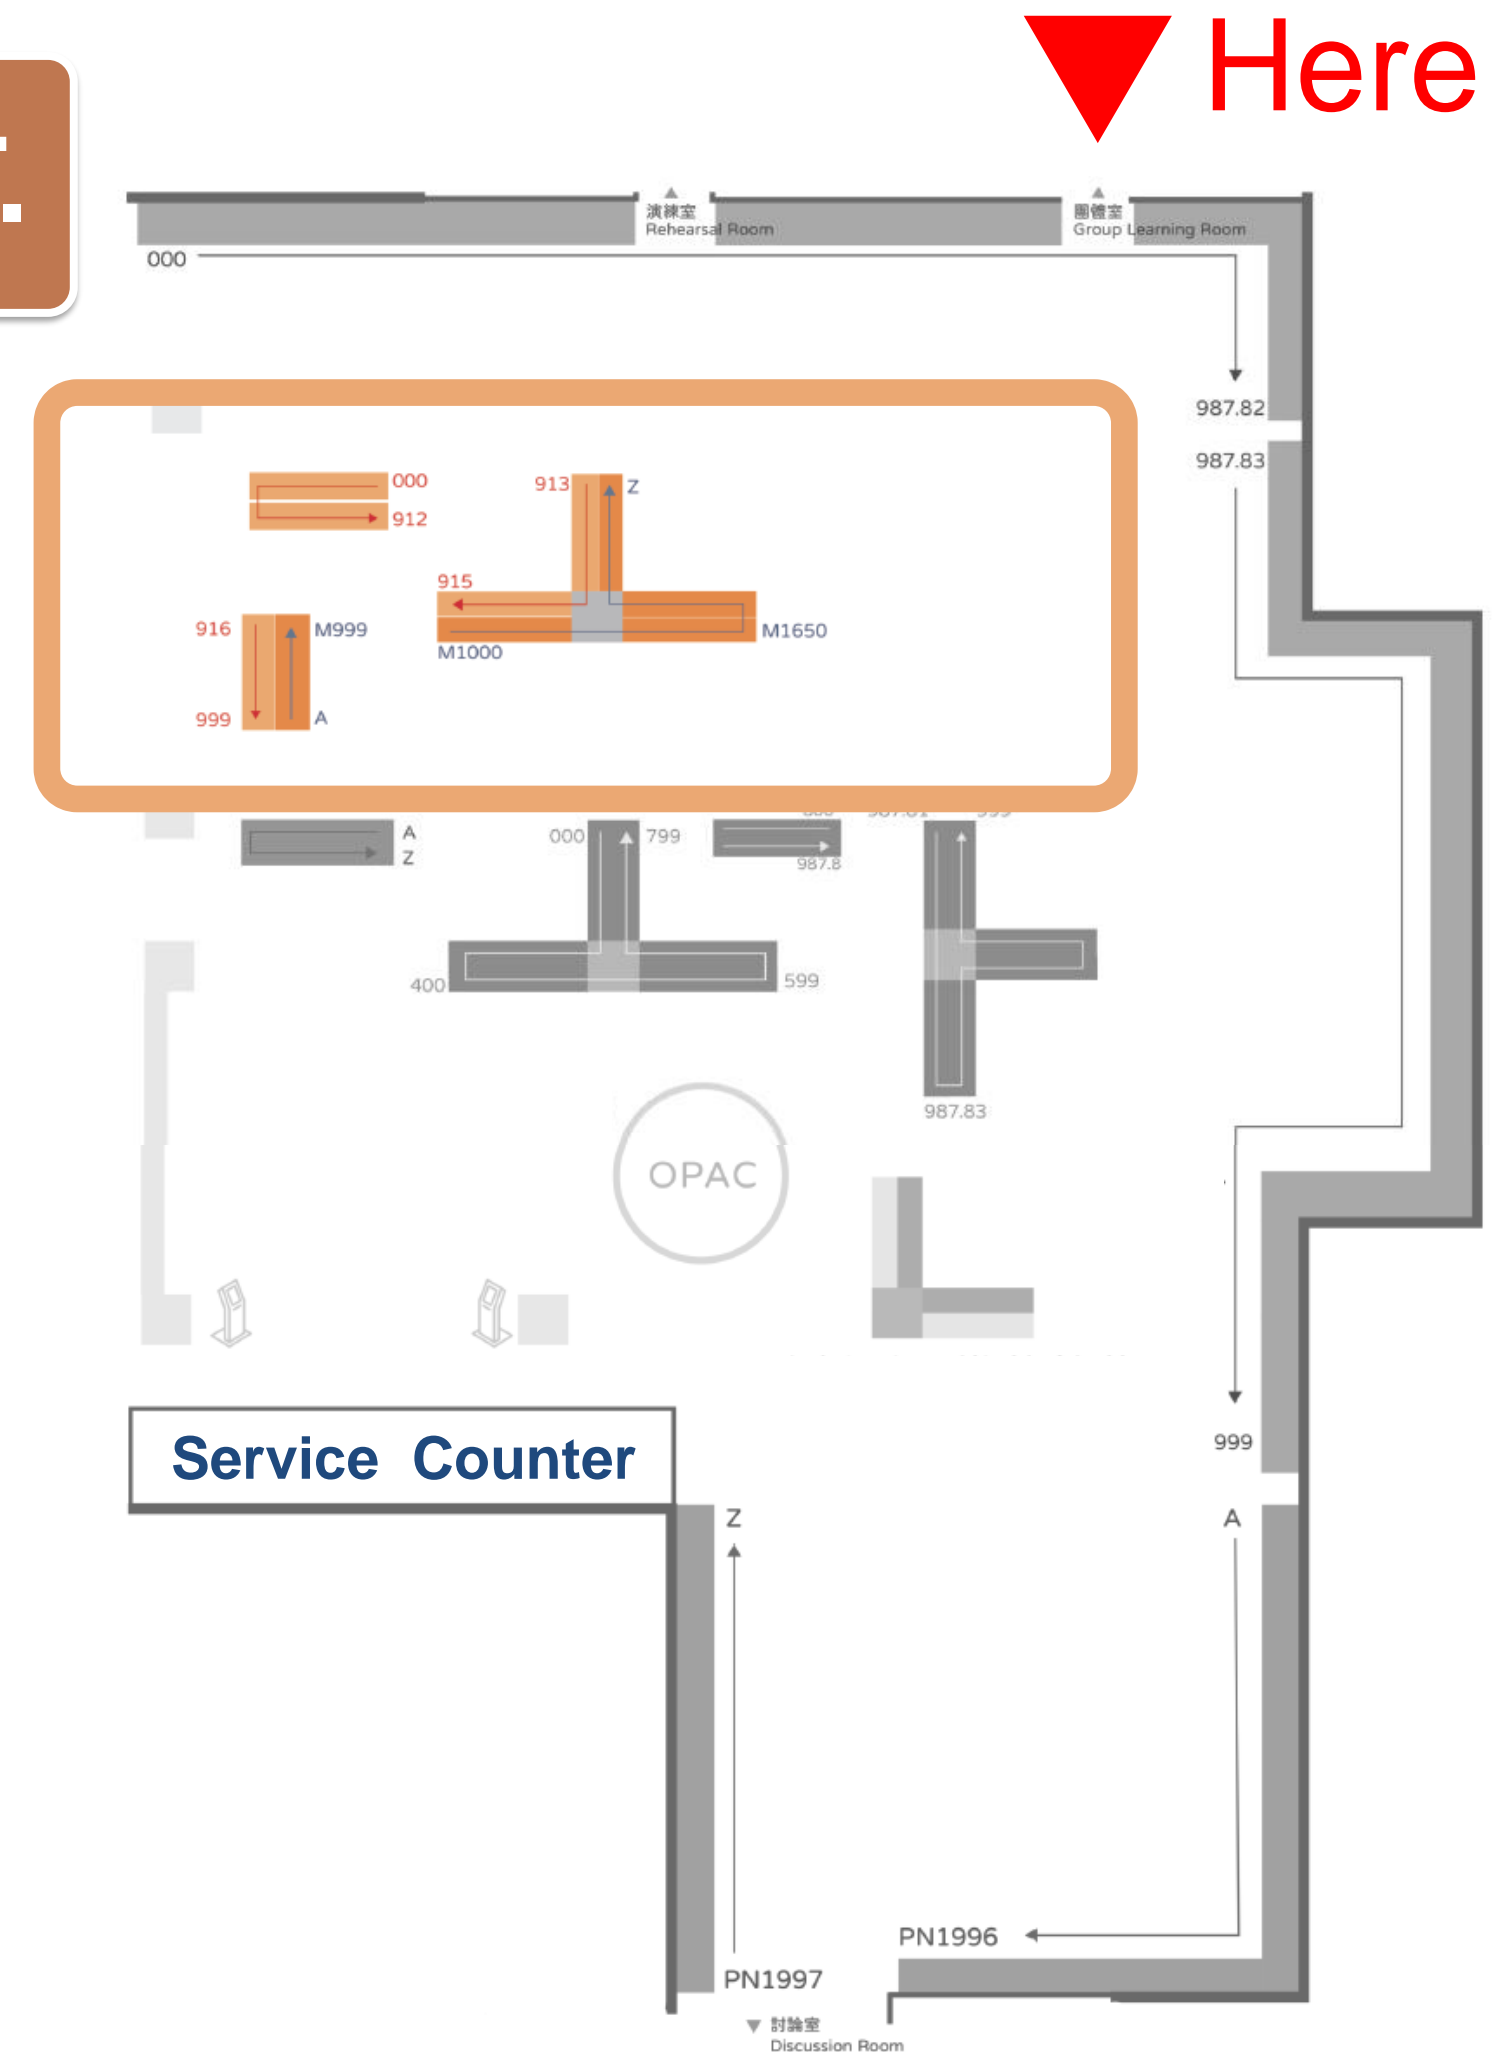 Here
演練室
Rehearsal Room
團體室
Group Learning Room
000
987.82
987.83
000
912
913
Z
915
M1000
M1650
916
M999
999
A
A
Z
000
799
987.8
400
599
987.83
OPAC
999
Service Counter
Z
A
PN1996
PN1997
討論室
Discussion Room